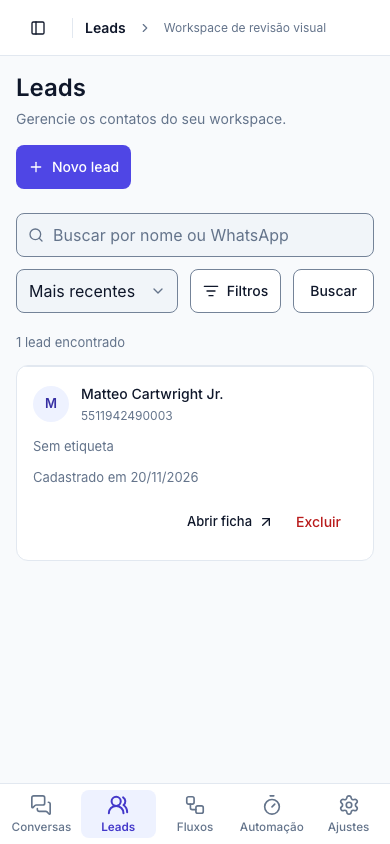 Leads
Workspace de revisão visual
Leads
Gerencie os contatos do seu workspace.
Novo lead
Buscar por nome ou WhatsApp
Mais recentes
Filtros
Buscar
1 lead encontrado
M
Matteo Cartwright Jr.
5511942490003
Sem etiqueta
Cadastrado em 20/11/2026
Abrir ficha
Excluir
Conversas
Leads
Fluxos
Automação
Ajustes